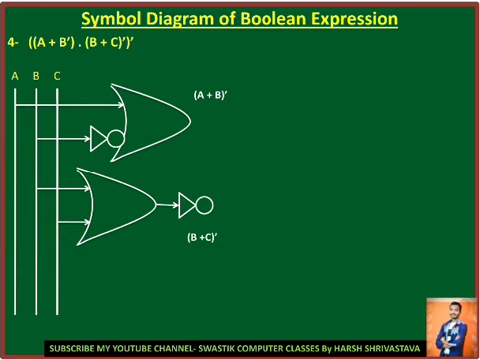 Symbol Diagram of Boolean Expression
4- ((A + B’) . (B + C)’)’
A B C
(A + B)’
(B +C)’
SUBSCRIBE MY YOUTUBE CHANNEL- SWASTIK COMPUTER CLASSES By HARSH SHRIVASTAVA